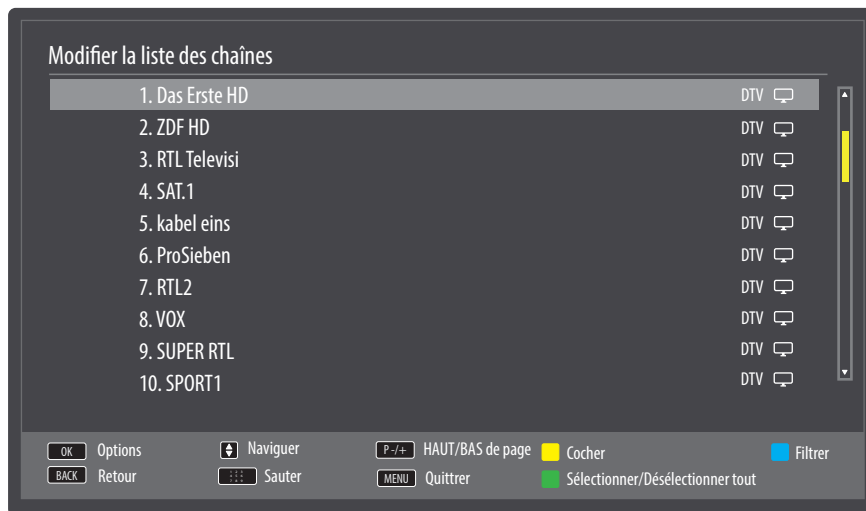 Modifier la liste des chaînes
1. Das Erste HD DTV
2. ZDF HD DTV
3. RTL Televisi DTV
4. SAT.1 DTV
5. kabel eins DTV
6. ProSieben DTV
7. RTL2 DTV
8. VOX DTV
9. SUPER RTL DTV
10. SPORT1 DTV
OK Options Naviguer P -/+ HAUT/BAS de page Cocher Filtrer
BACK Retour Sauter MENU Quittrer Sélectionner/Désélectionner tout